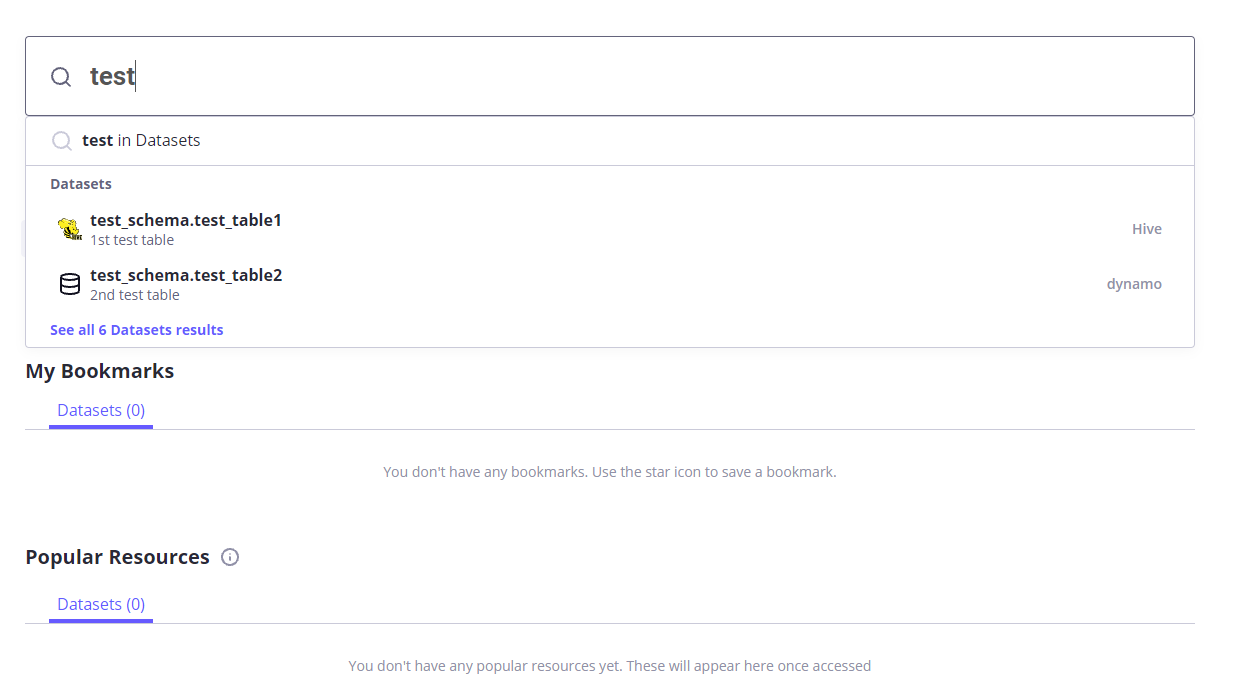 test
test in Datasets
Datasets
test_schema.test_table1
1st test table
Hive
test_schema.test_table2
2nd test table
dynamo
See all 6 Datasets results
My Bookmarks
Datasets (0)
You don't have any bookmarks. Use the star icon to save a bookmark.
Popular Resources
Datasets (0)
You don't have any popular resources yet. These will appear here once accessed